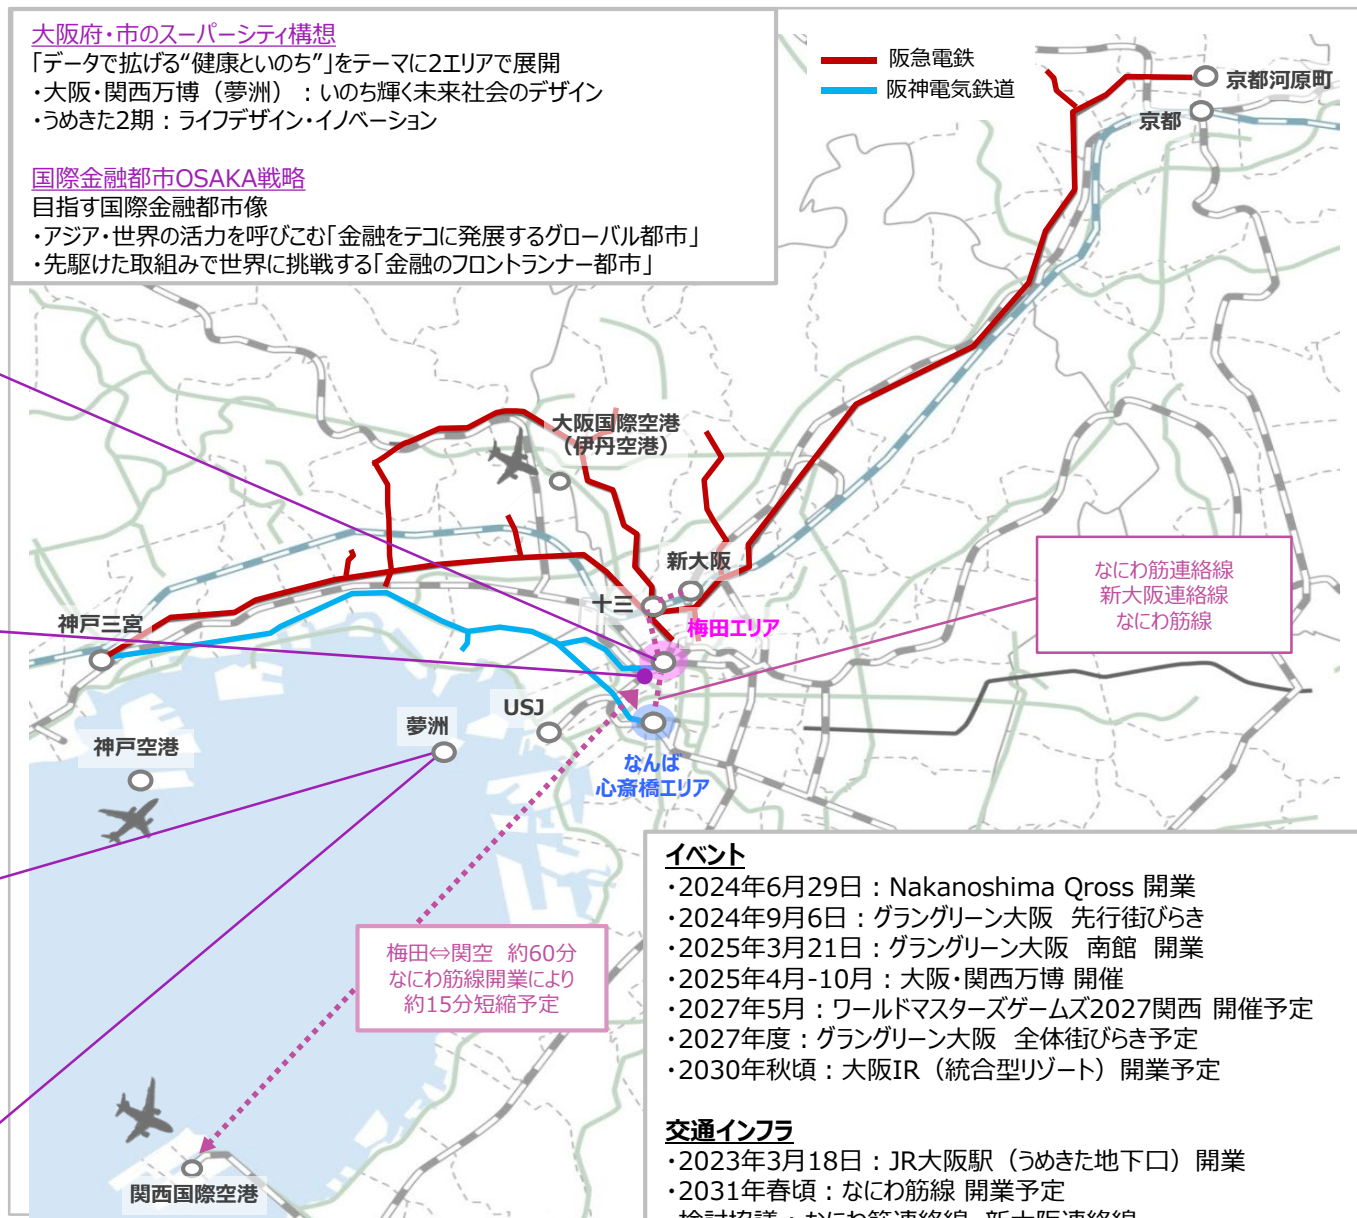 大阪府・市のスーパーシティ構想
「データで拡げる“健康といのち”」をテーマに2エリアで展開
・大阪・関西万博（夢洲）：いのち輝く未来社会のデザイン
・うめきた2期：ライフデザイン・イノベーション
国際金融都市OSAKA戦略
目指す国際金融都市像
・アジア・世界の活力を呼びこむ「金融をテコに発展するグローバル都市」
・先駆けた取組みで世界に挑戦する「金融のフロントランナー都市」
阪急電鉄
阪神電気鉄道
京都河原町
京都
大阪国際空港
（伊丹空港）
新大阪
十三
梅田エリア
なにわ筋連絡線
新大阪連絡線
なにわ筋線
神戸三宮
USJ
夢洲
神戸空港
なんば
心斎橋エリア
梅田⇔関空 約60分
なにわ筋線開業により
約15分短縮予定
関西国際空港
イベント
・2024年6月29日：Nakanoshima Qross 開業
・2024年9月6日：グラングリーン大阪 先行街びらき
・2025年3月21日：グラングリーン大阪 南館 開業
・2025年4月-10月：大阪・関西万博 開催
・2027年5月：ワールドマスターズゲームズ2027関西 開催予定
・2027年度：グラングリーン大阪 全体街びらき予定
・2030年秋頃：大阪IR（統合型リゾート）開業予定
交通インフラ
・2023年3月18日：JR大阪駅（うめきた地下口）開業
・2031年春頃：なにわ筋線 開業予定
・検討協議：なにわ筋連絡線、新大阪連絡線